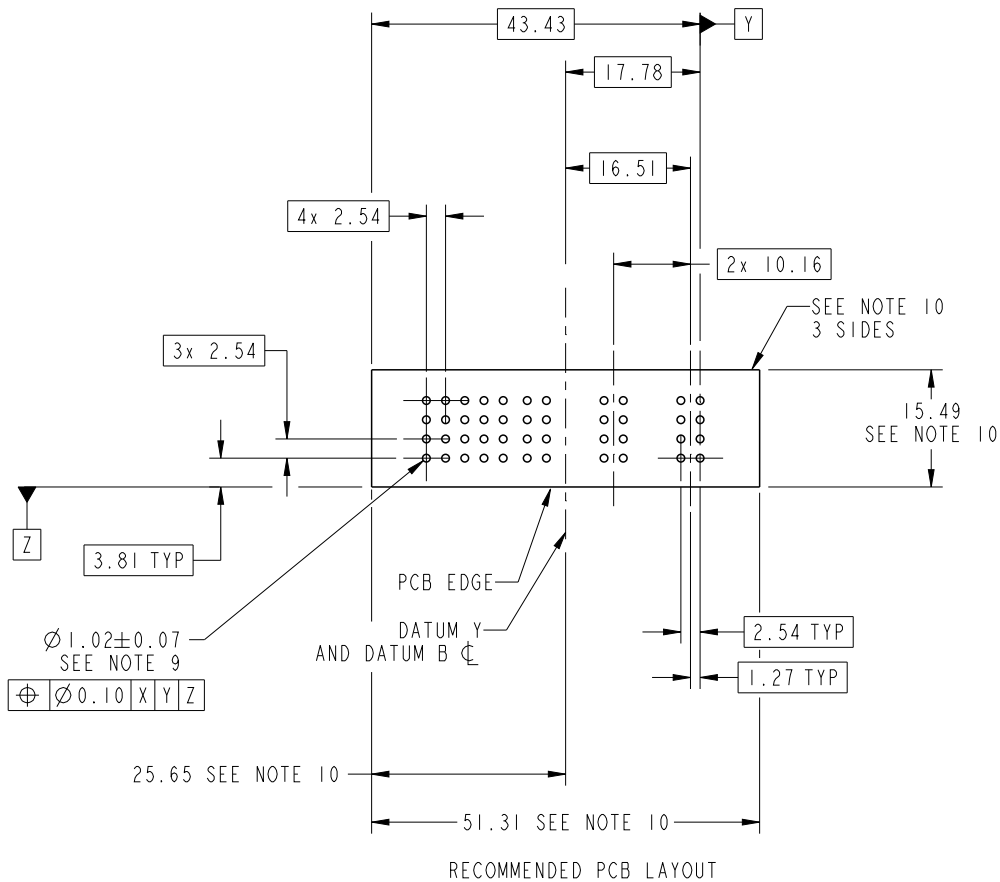 43.43
Y
17.78
16.51
4x 2.54
2x 10.16
SEE NOTE 10
3 SIDES
3x 2.54
15.49
SEE NOTE 10
Z
3.81 TYP
PCB EDGE
DATUM Y
AND DATUM B ℄
Ø1.02±0.07
SEE NOTE 9
⌖ Ø0.10 X Y Z
2.54 TYP
1.27 TYP
25.65 SEE NOTE 10
51.31 SEE NOTE 10
RECOMMENDED PCB LAYOUT